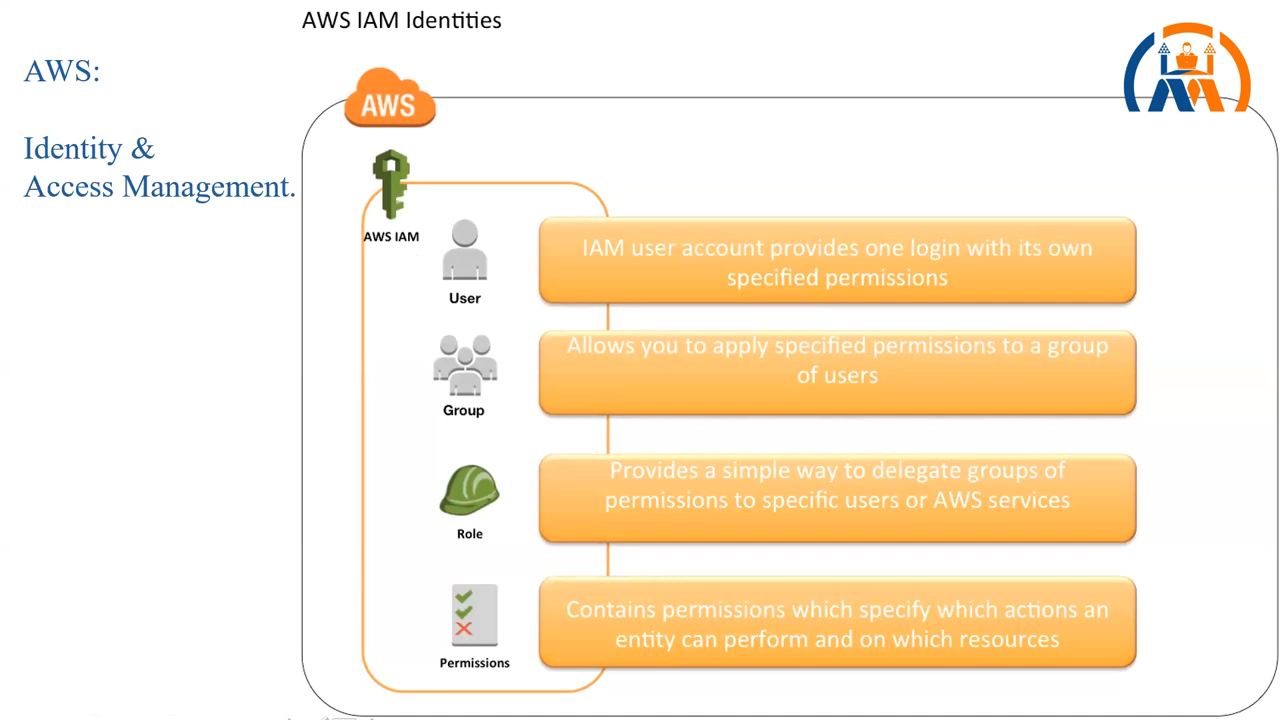 AWS IAM Identities
AWS:
Identity &
Access Management.
AWS
AWS IAM
User
IAM user account provides one login with its own
specified permissions
Group
Allows you to apply specified permissions to a group
of users
Role
Provides a simple way to delegate groups of
permissions to specific users or AWS services
Permissions
Contains permissions which specify which actions an
entity can perform and on which resources